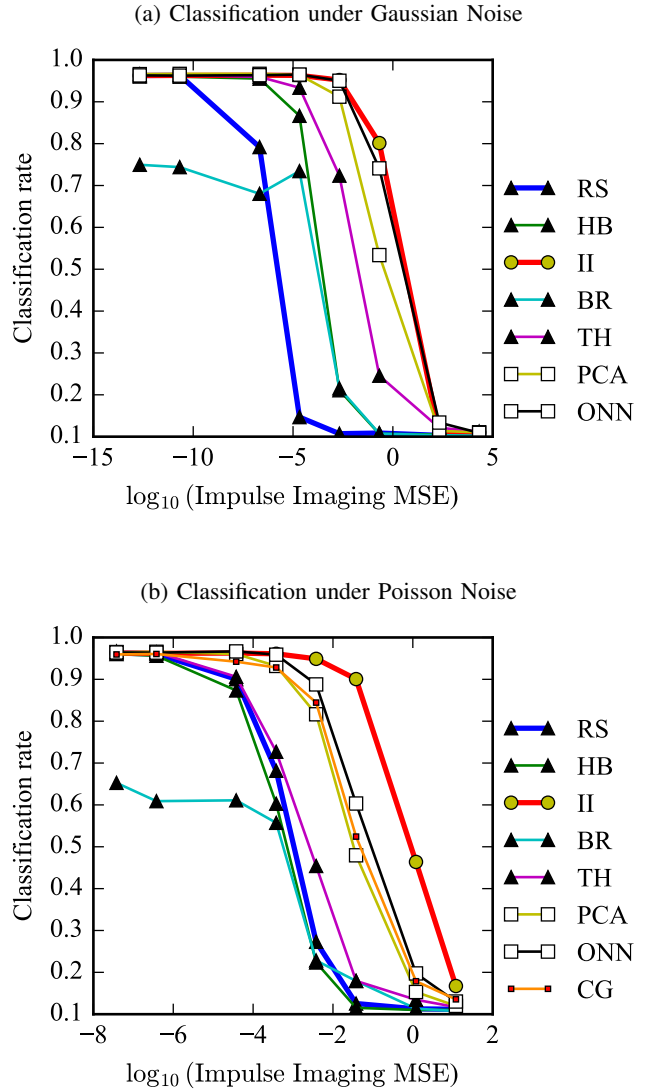 (a) Classification under Gaussian Noise
1.0
0.9
0.8
0.7
0.6
0.5
0.4
0.3
0.2
0.1
Classification rate
−15 −10 −5 0 5
log₁₀ (Impulse Imaging MSE)
RS
HB
II
BR
TH
PCA
ONN
(b) Classification under Poisson Noise
1.0
0.9
0.8
0.7
0.6
0.5
0.4
0.3
0.2
0.1
Classification rate
−8 −6 −4 −2 0 2
log₁₀ (Impulse Imaging MSE)
RS
HB
II
BR
TH
PCA
ONN
CG